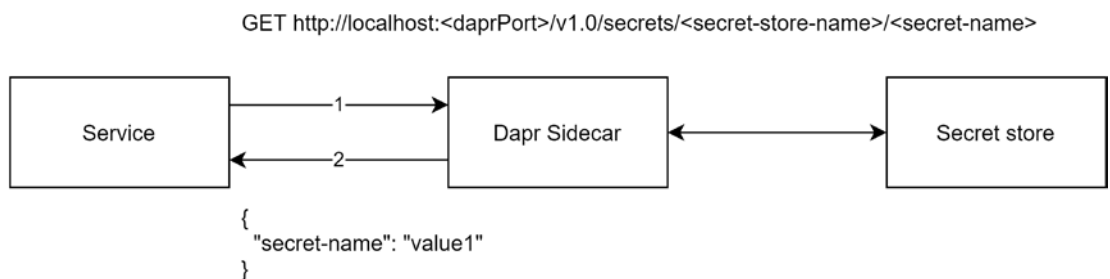 GET http://localhost:<daprPort>/v1.0/secrets/<secret-store-name>/<secret-name>
Service
1
2
Dapr Sidecar
Secret store
{
"secret-name": "value1"
}